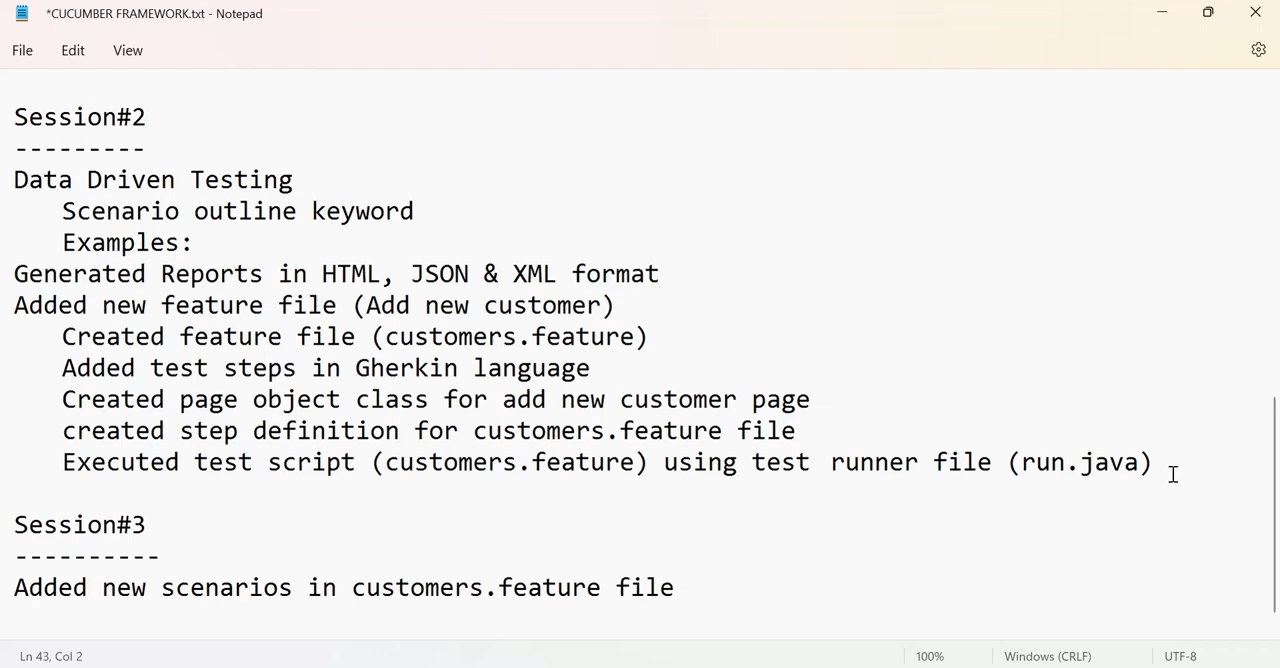 *CUCUMBER FRAMEWORK.txt - Notepad
File Edit View
Session#2
---------
Data Driven Testing
Scenario outline keyword
Examples:
Generated Reports in HTML, JSON & XML format
Added new feature file (Add new customer)
Created feature file (customers.feature)
Added test steps in Gherkin language
Created page object class for add new customer page
created step definition for customers.feature file
Executed test script (customers.feature) using test runner file (run.java)
Session#3
----------
Added new scenarios in customers.feature file
Ln 43, Col 2 100% Windows (CRLF) UTF-8